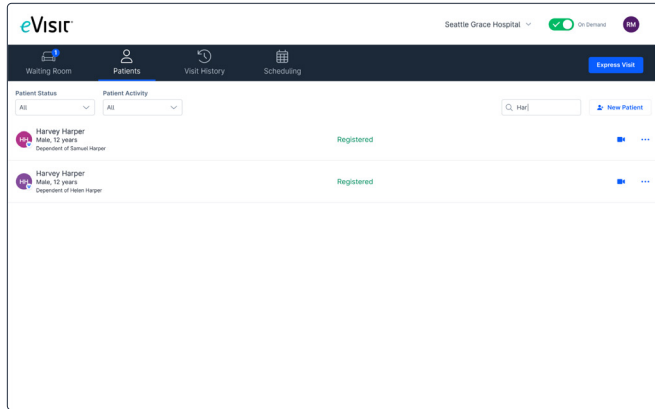 eVisit
Seattle Grace Hospital
On Demand
RM
1
Waiting Room
Patients
Visit History
Scheduling
Express Visit
Patient Status
Patient Activity
All
All
Har
New Patient
HH
Harvey Harper
Male, 12 years
Dependent of Samuel Harper
Registered
HH
Harvey Harper
Male, 12 years
Dependent of Helen Harper
Registered